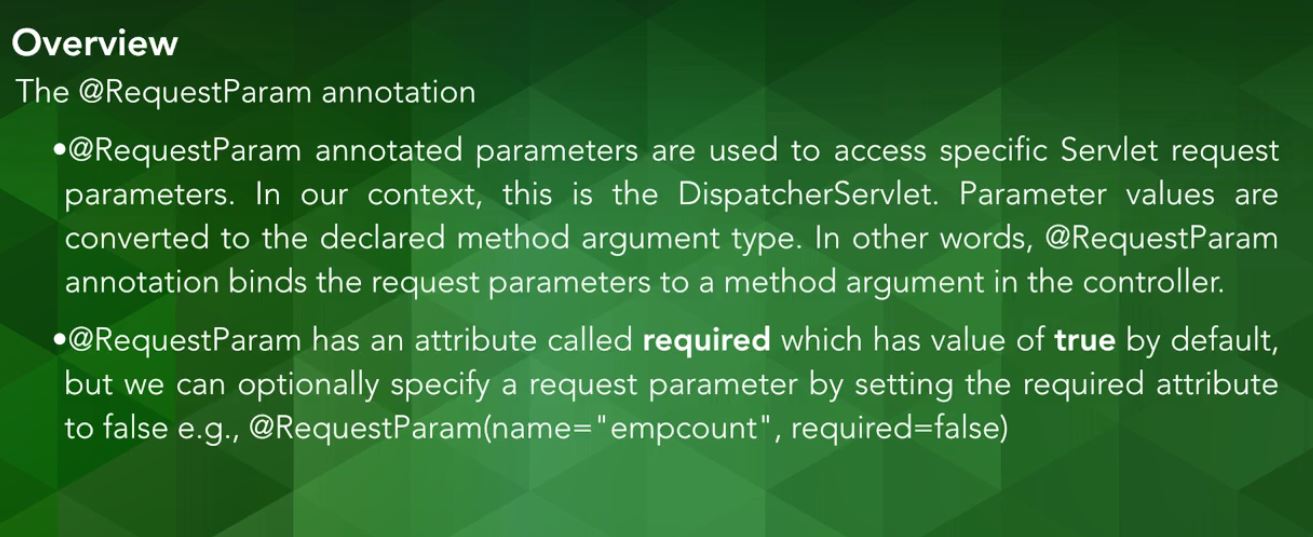 Overview
The @RequestParam annotation
•@RequestParam annotated parameters are used to access specific Servlet request
parameters. In our context, this is the DispatcherServlet. Parameter values are
converted to the declared method argument type. In other words, @RequestParam
annotation binds the request parameters to a method argument in the controller.
•@RequestParam has an attribute called required which has value of true by default,
but we can optionally specify a request parameter by setting the required attribute
to false e.g., @RequestParam(name="empcount", required=false)